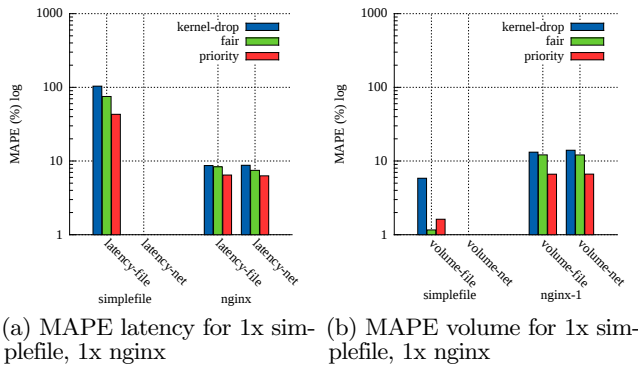 1000
100
10
1
MAPE (%) log
kernel-drop
fair
priority
latency-file
latency-net
latency-file
latency-net
simplefile
nginx
(a) MAPE latency for 1x sim-
plefile, 1x nginx
1000
100
10
1
MAPE (%) log
kernel-drop
fair
priority
volume-file
volume-net
volume-file
volume-net
simplefile
nginx-1
(b) MAPE volume for 1x sim-
plefile, 1x nginx